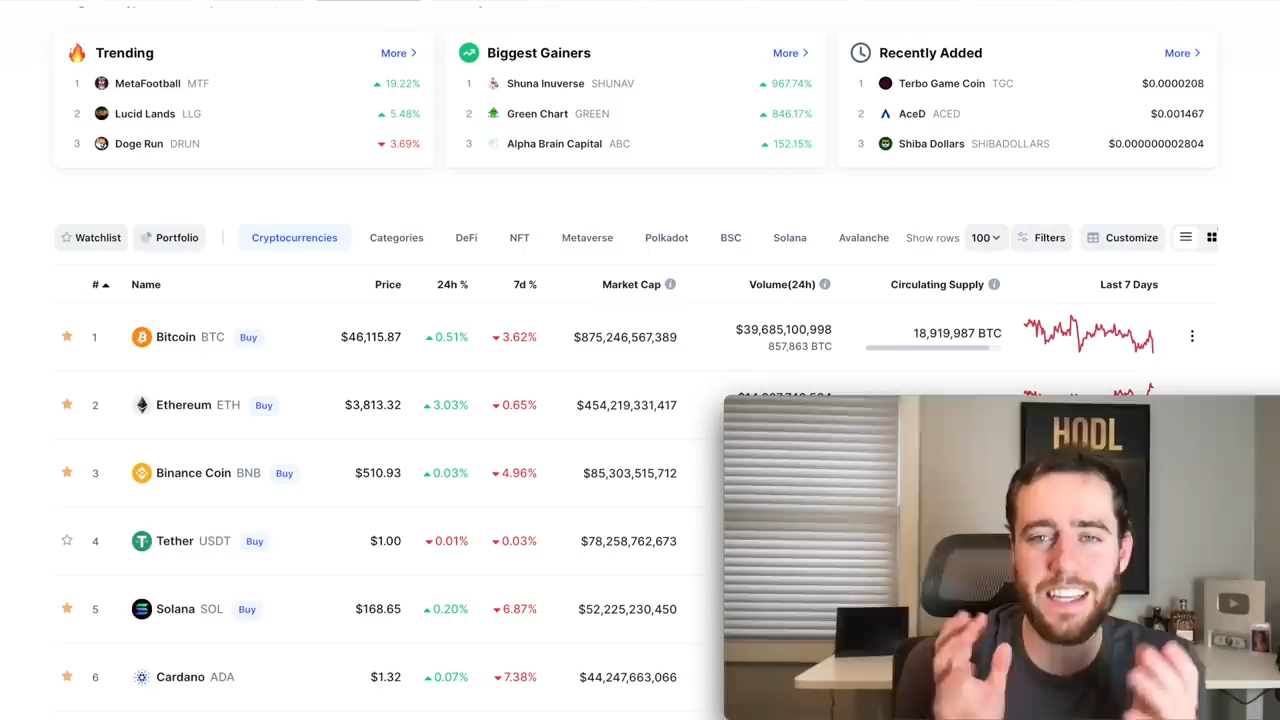 Trending More >
1 MetaFootball MTF 19.22%
2 Lucid Lands LLG 5.48%
3 Doge Run DRUN 3.69%
Biggest Gainers More >
1 Shuna Inuverse SHUNAV 967.74%
2 Green Chart GREEN 846.17%
3 Alpha Brain Capital ABC 152.15%
Recently Added More >
1 Terbo Game Coin TGC $0.0000208
2 AceD ACED $0.001467
3 Shiba Dollars SHIBADOLLARS $0.000000002804
Watchlist Portfolio Cryptocurrencies Categories DeFi NFT Metaverse Polkadot BSC Solana Avalanche Show rows 100 Filters Customize
# Name Price 24h % 7d % Market Cap Volume(24h) Circulating Supply Last 7 Days
1 Bitcoin BTC Buy $46,115.87 0.51% 3.62% $875,246,567,389 $39,685,100,998 18,919,987 BTC
857,863 BTC
2 Ethereum ETH Buy $3,813.32 3.03% 0.65% $454,219,331,417
3 Binance Coin BNB Buy $510.93 0.03% 4.96% $85,303,515,712
4 Tether USDT Buy $1.00 0.01% 0.03% $78,258,762,673
5 Solana SOL Buy $168.65 0.20% 6.87% $52,225,230,450
6 Cardano ADA $1.32 0.07% 7.38% $44,247,663,066
HODL